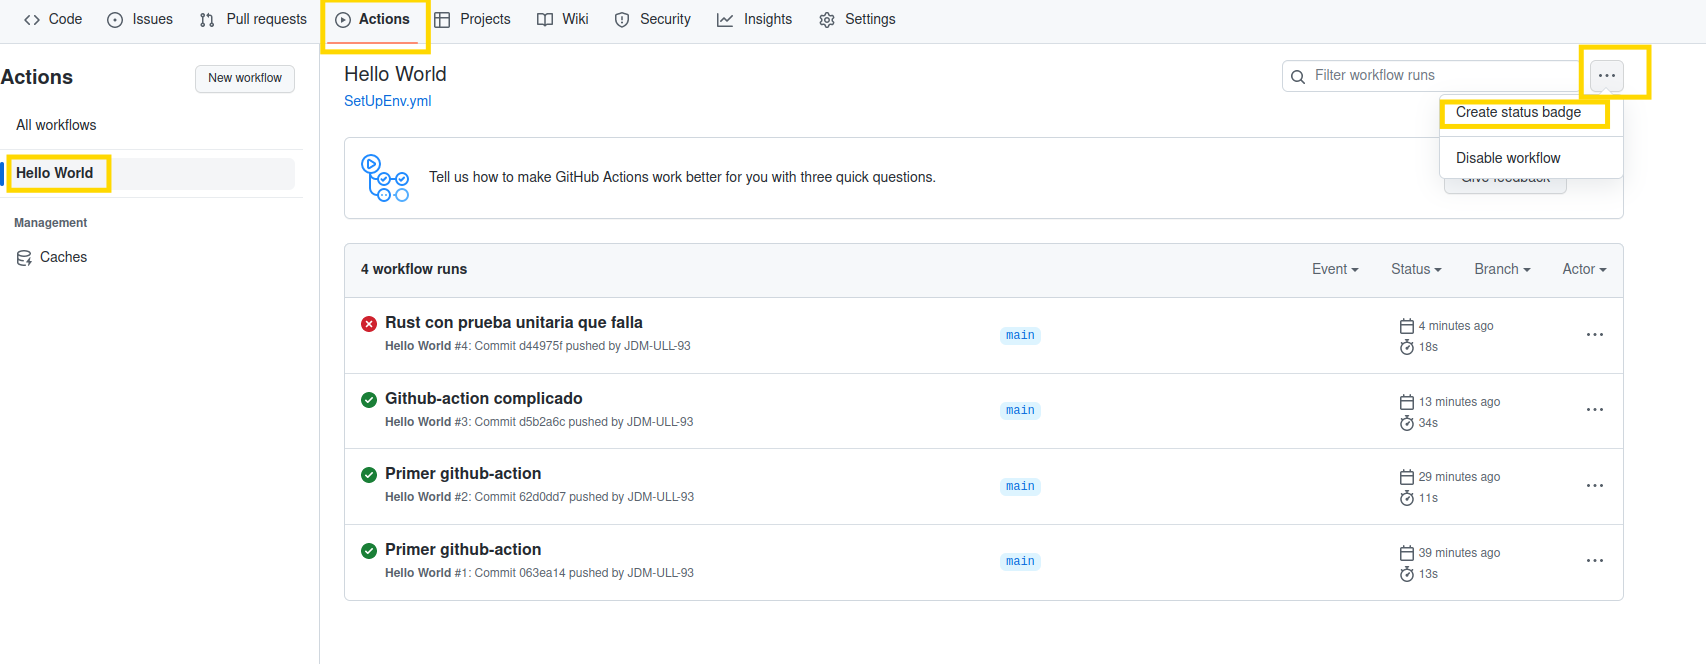 Code Issues Pull requests Actions Projects Wiki Security Insights Settings
Actions
New workflow
All workflows
Hello World
Management
Caches
Hello World
SetUpEnv.yml
Filter workflow runs
Create status badge
Disable workflow
Tell us how to make GitHub Actions work better for you with three quick questions.
Give feedback
4 workflow runs
Event Status Branch Actor
Rust con prueba unitaria que falla
Hello World #4: Commit d44975f pushed by JDM-ULL-93
main
4 minutes ago
18s
Github-action complicado
Hello World #3: Commit d5b2a6c pushed by JDM-ULL-93
main
13 minutes ago
34s
Primer github-action
Hello World #2: Commit 62d0dd7 pushed by JDM-ULL-93
main
29 minutes ago
11s
Primer github-action
Hello World #1: Commit 063ea14 pushed by JDM-ULL-93
main
39 minutes ago
13s